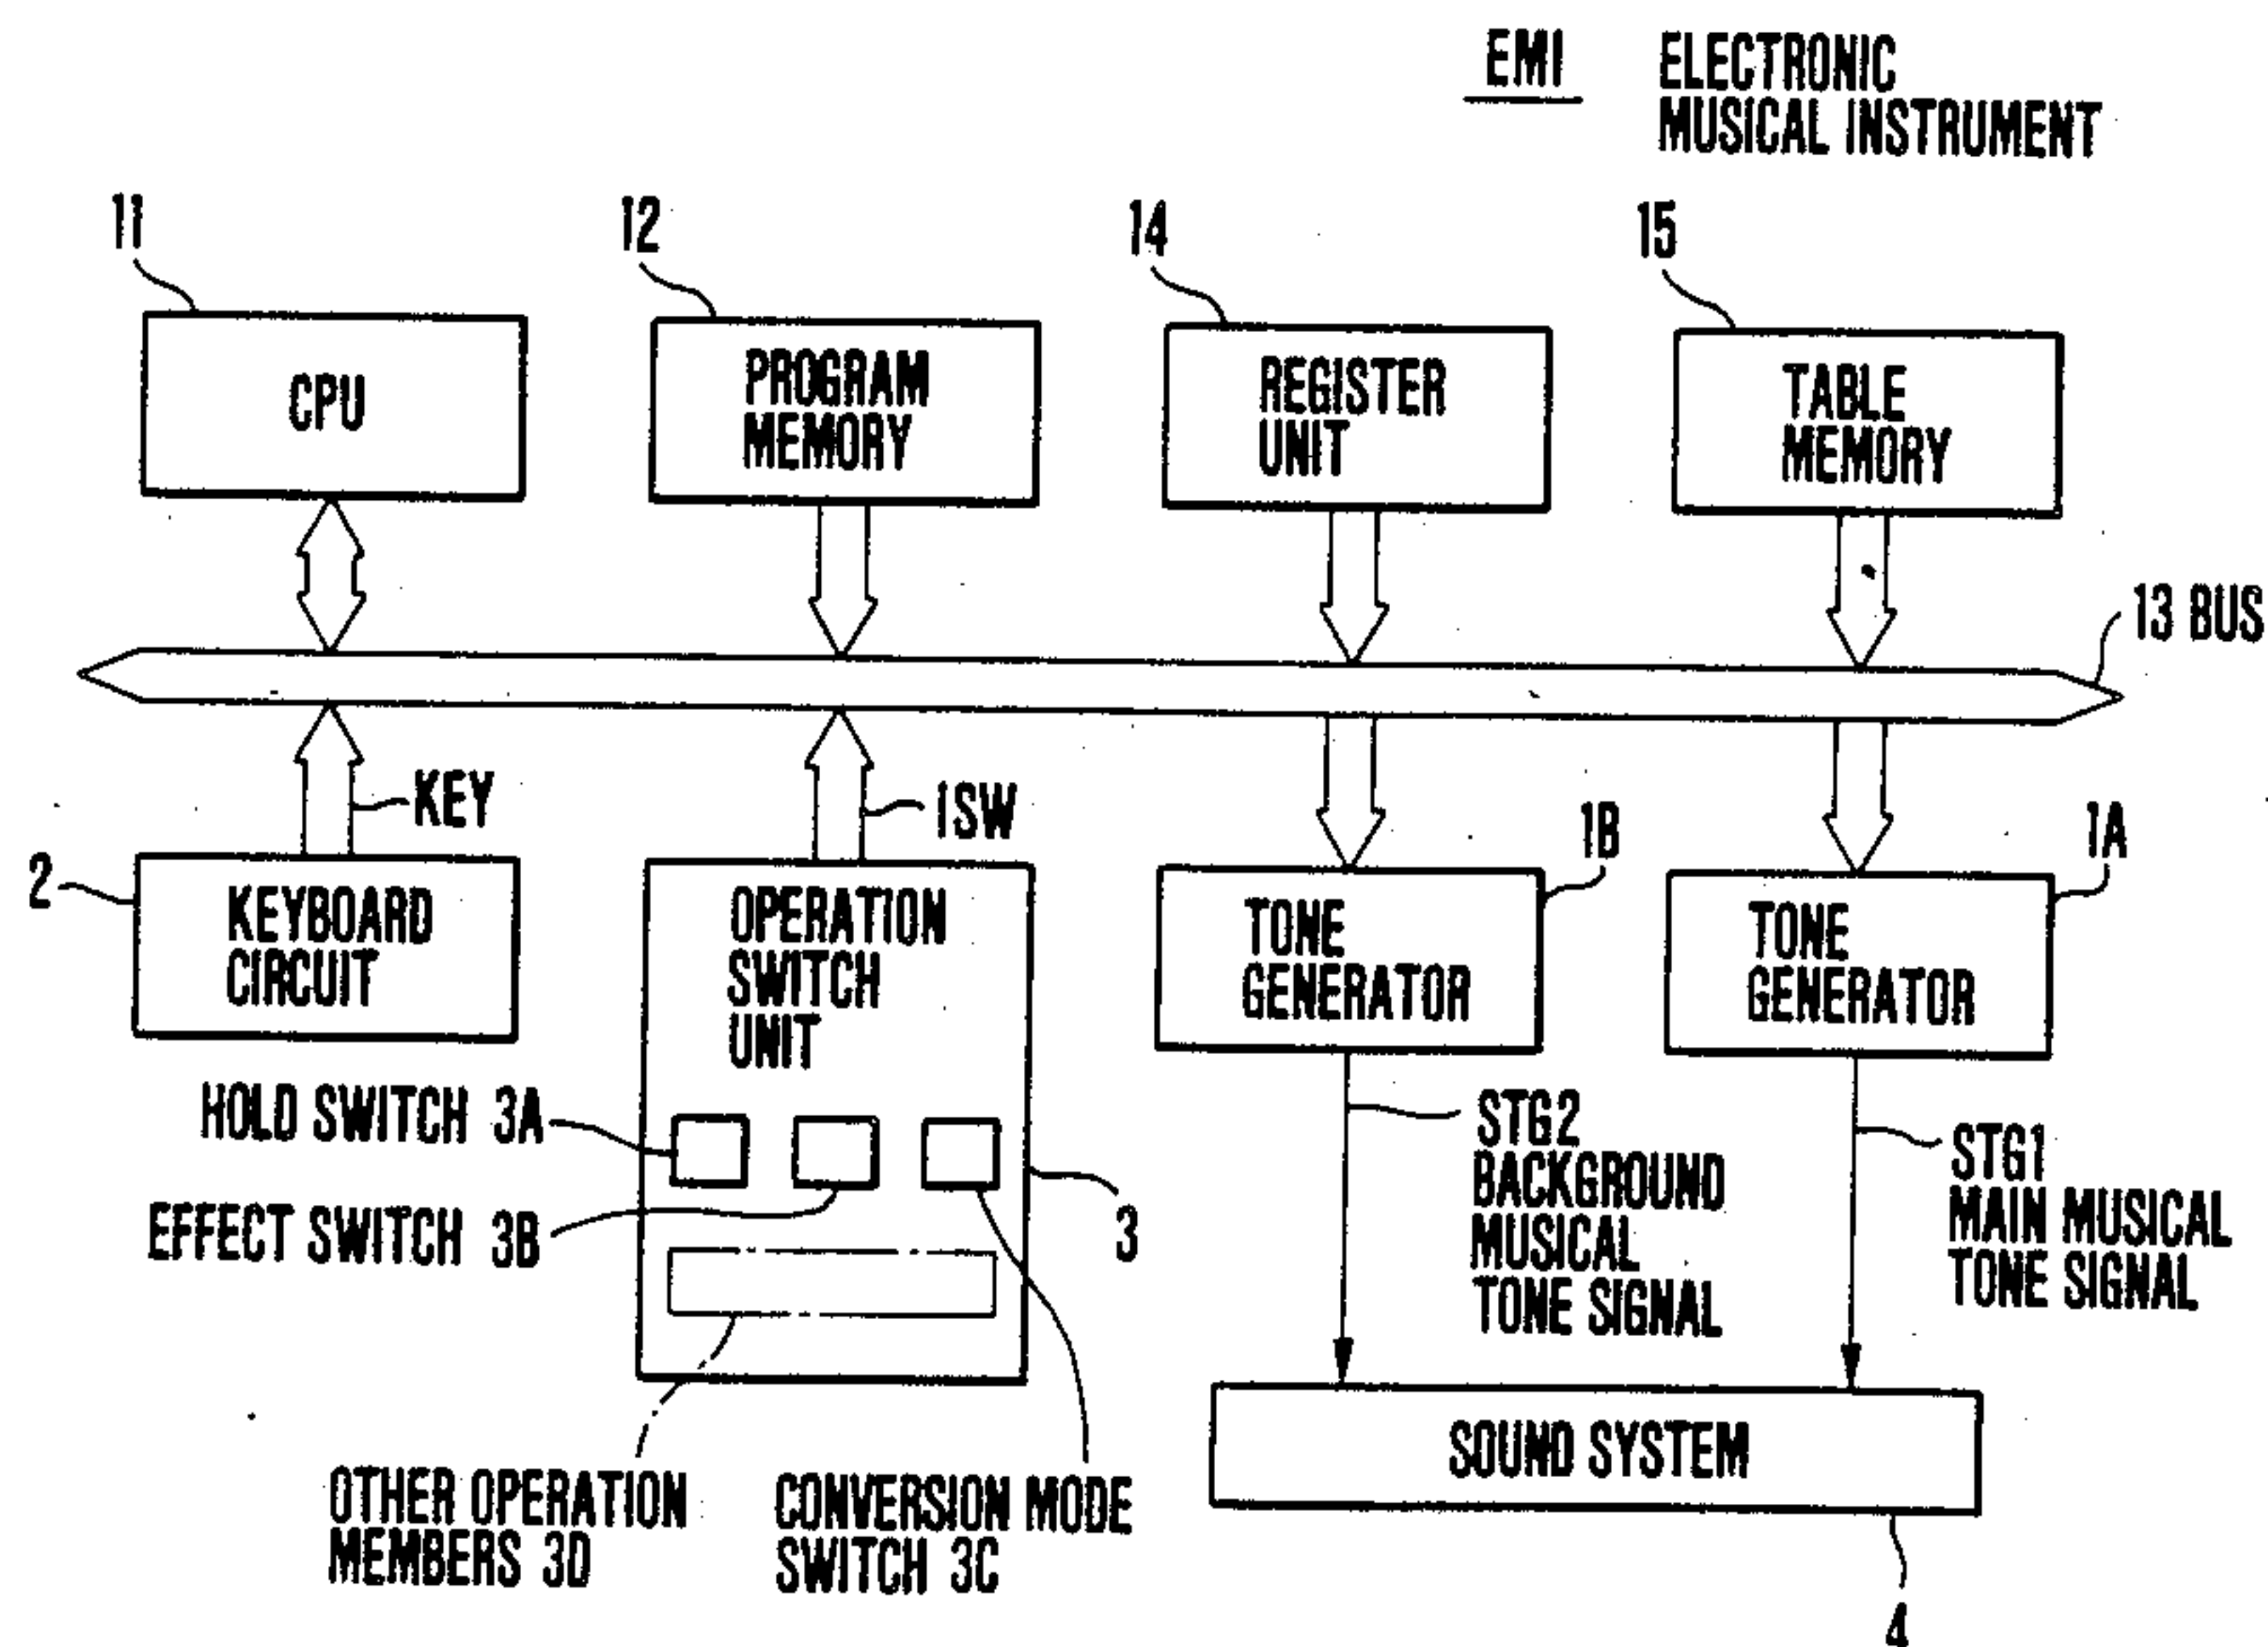 EMI
ELECTRONIC
MUSICAL INSTRUMENT
11
12
14
15
CPU
PROGRAM
MEMORY
REGISTER
UNIT
TABLE
MEMORY
13 BUS
KEY
ISW
1B
1A
2
KEYBOARD
CIRCUIT
OPERATION
SWITCH
UNIT
TONE
GENERATOR
TONE
GENERATOR
HOLD SWITCH 3A
EFFECT SWITCH 3B
3
STG2
BACKGROUND
MUSICAL
TONE SIGNAL
STG1
MAIN MUSICAL
TONE SIGNAL
OTHER OPERATION
MEMBERS 3D
CONVERSION MODE
SWITCH 3C
SOUND SYSTEM
4